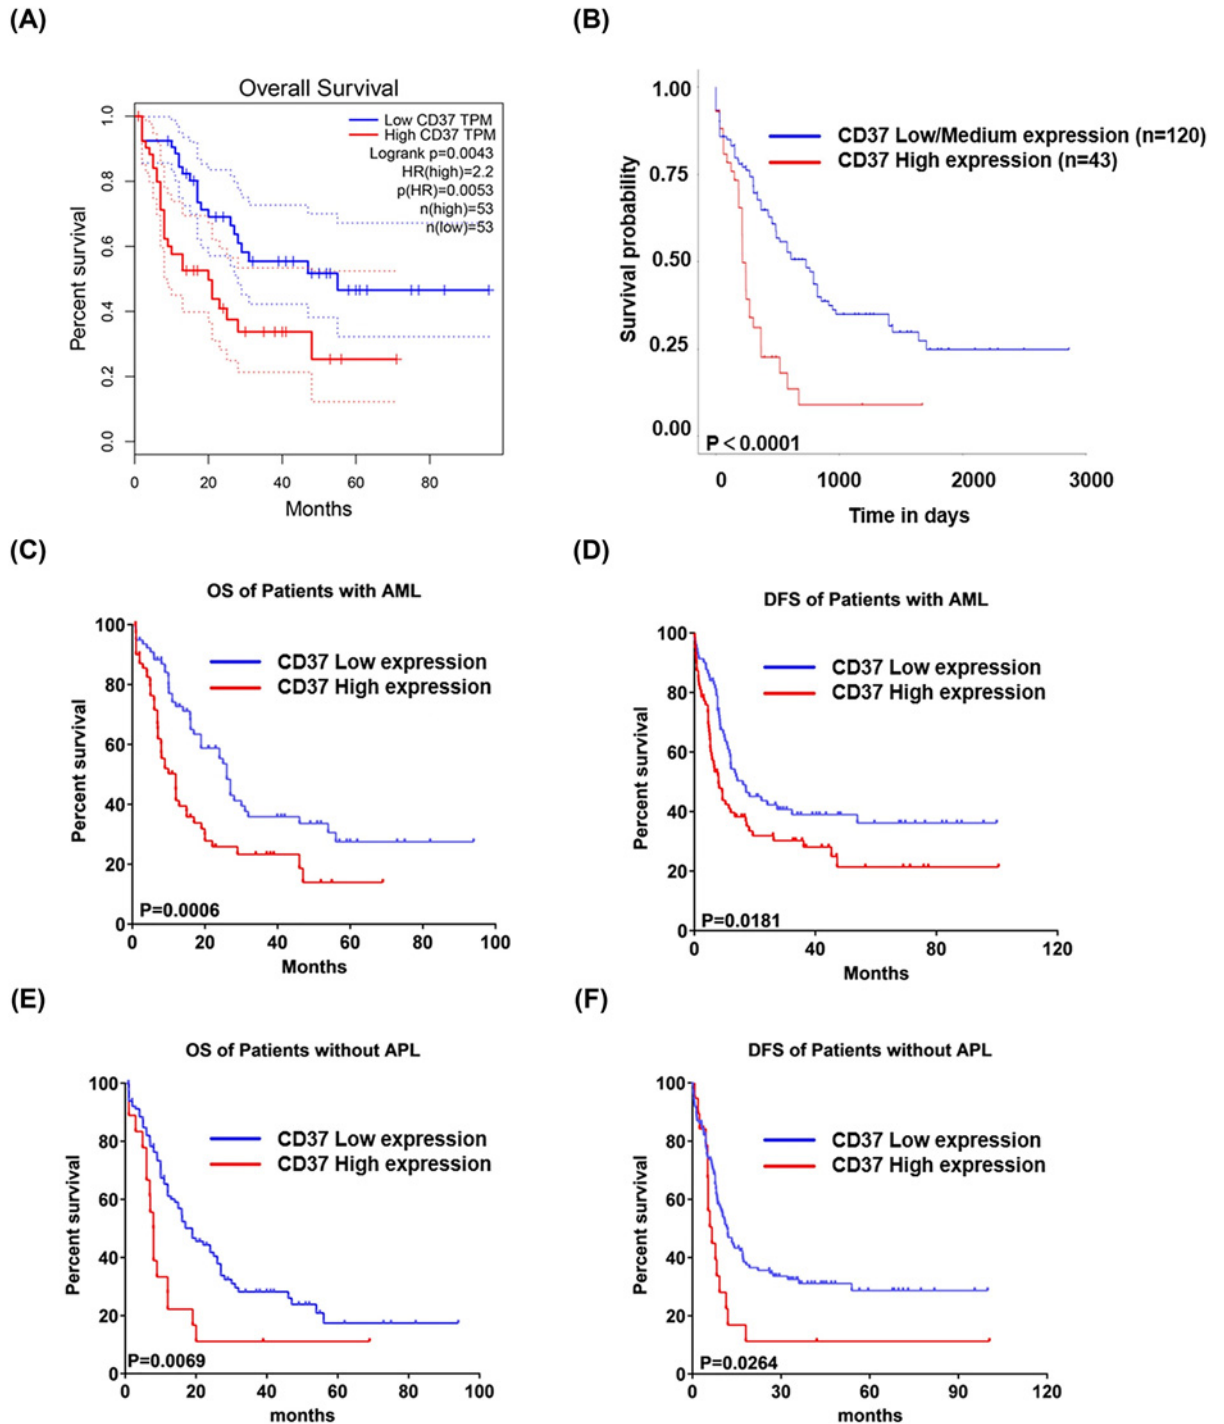 (A)
Overall Survival
Low CD37 TPM
High CD37 TPM
Logrank p=0.0043
HR(high)=2.2
p(HR)=0.0053
n(high)=53
n(low)=53
Percent survival
1.0
0.8
0.6
0.4
0.2
0.0
0 20 40 60 80
Months
(B)
Survival probability
1.00
0.75
0.50
0.25
0.00
CD37 Low/Medium expression (n=120)
CD37 High expression (n=43)
P<0.0001
0 1000 2000 3000
Time in days
(C)
OS of Patients with AML
Percent survival
100
80
60
40
20
0
CD37 Low expression
CD37 High expression
P=0.0006
0 20 40 60 80 100
Months
(D)
DFS of Patients with AML
Percent survival
100
80
60
40
20
0
CD37 Low expression
CD37 High expression
P=0.0181
0 40 80 120
Months
(E)
OS of Patients without APL
Percent survival
100
80
60
40
20
0
CD37 Low expression
CD37 High expression
P=0.0069
0 20 40 60 80 100
months
(F)
DFS of Patients without APL
Percent survival
100
80
60
40
20
0
CD37 Low expression
CD37 High expression
P=0.0264
0 30 60 90 120
months